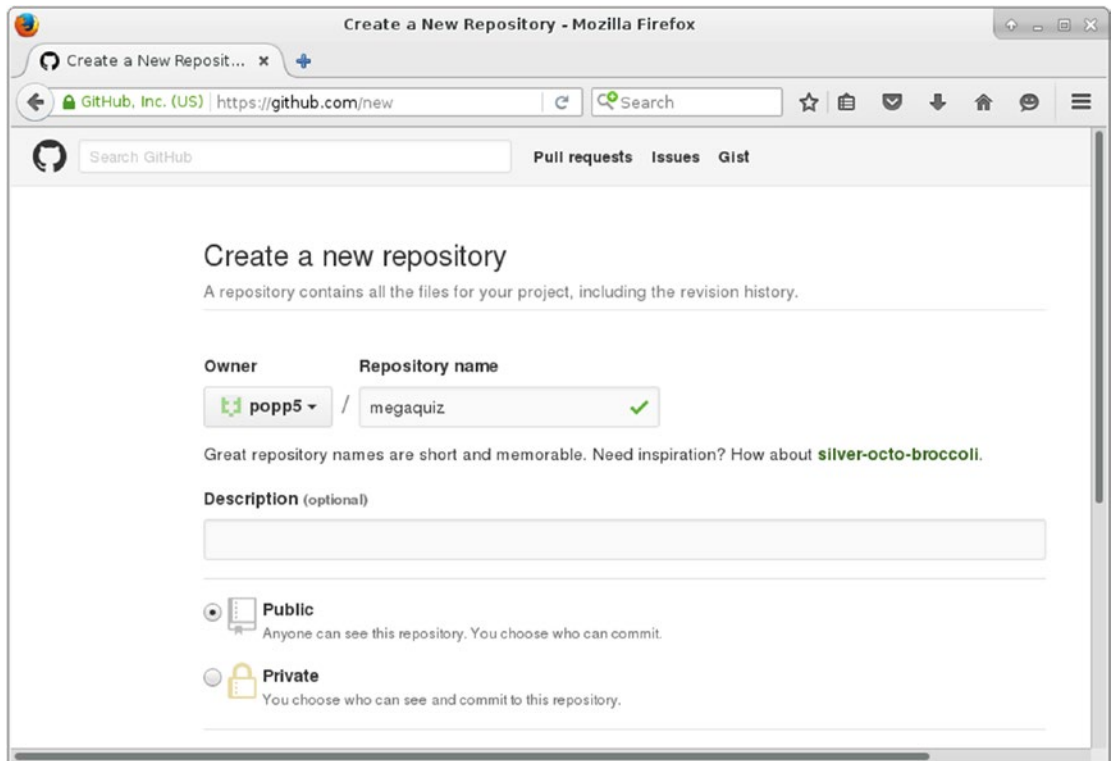 Create a New Repository - Mozilla Firefox
Create a New Reposit...
GitHub, Inc. (US) https://github.com/new Search
Search GitHub Pull requests Issues Gist
Create a new repository
A repository contains all the files for your project, including the revision history.
Owner Repository name
popp5 / megaquiz
Great repository names are short and memorable. Need inspiration? How about silver-octo-broccoli.
Description (optional)
Public
Anyone can see this repository. You choose who can commit.
Private
You choose who can see and commit to this repository.